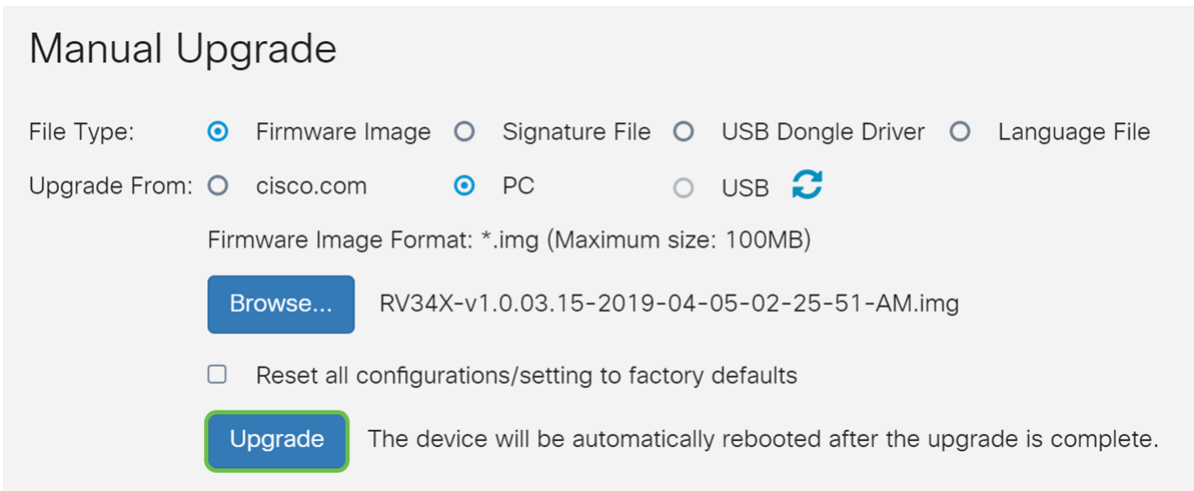 Manual Upgrade
File Type: Firmware Image Signature File USB Dongle Driver Language File
Upgrade From: cisco.com PC USB
Firmware Image Format: *.img (Maximum size: 100MB)
Browse... RV34X-v1.0.03.15-2019-04-05-02-25-51-AM.img
Reset all configurations/setting to factory defaults
Upgrade The device will be automatically rebooted after the upgrade is complete.